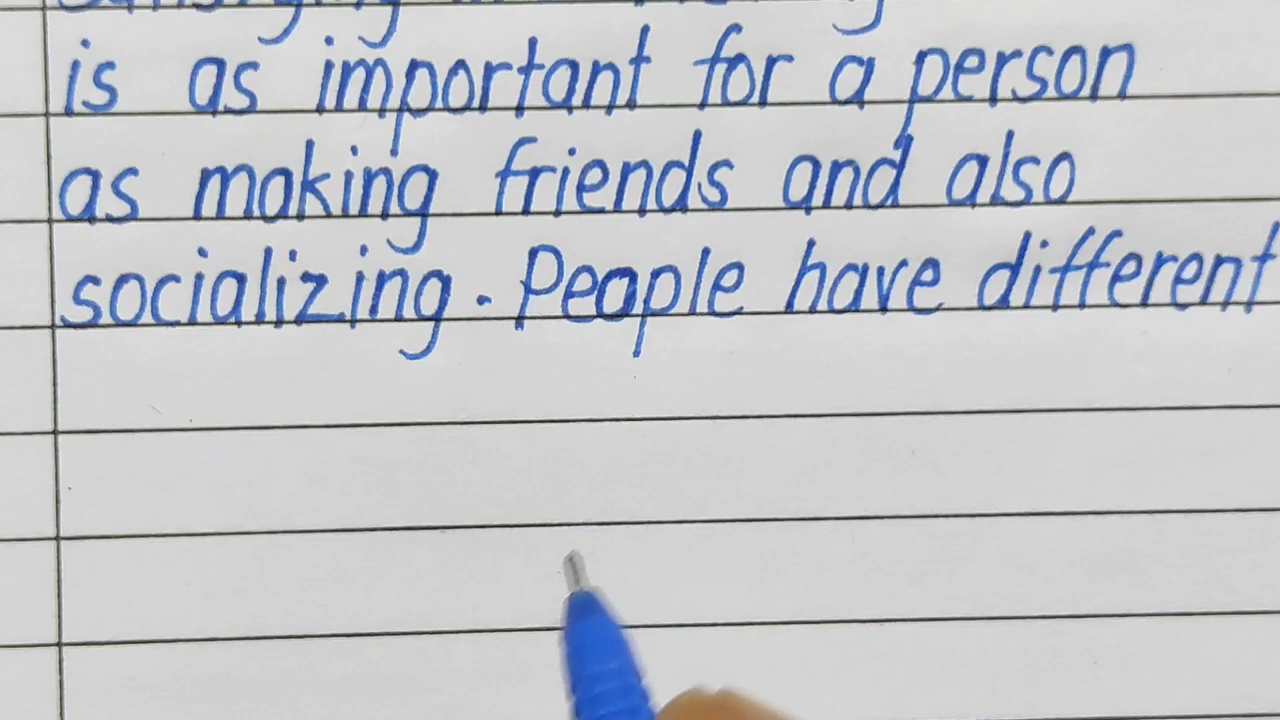 is as important for a person
as making friends and also
socializing. People have different